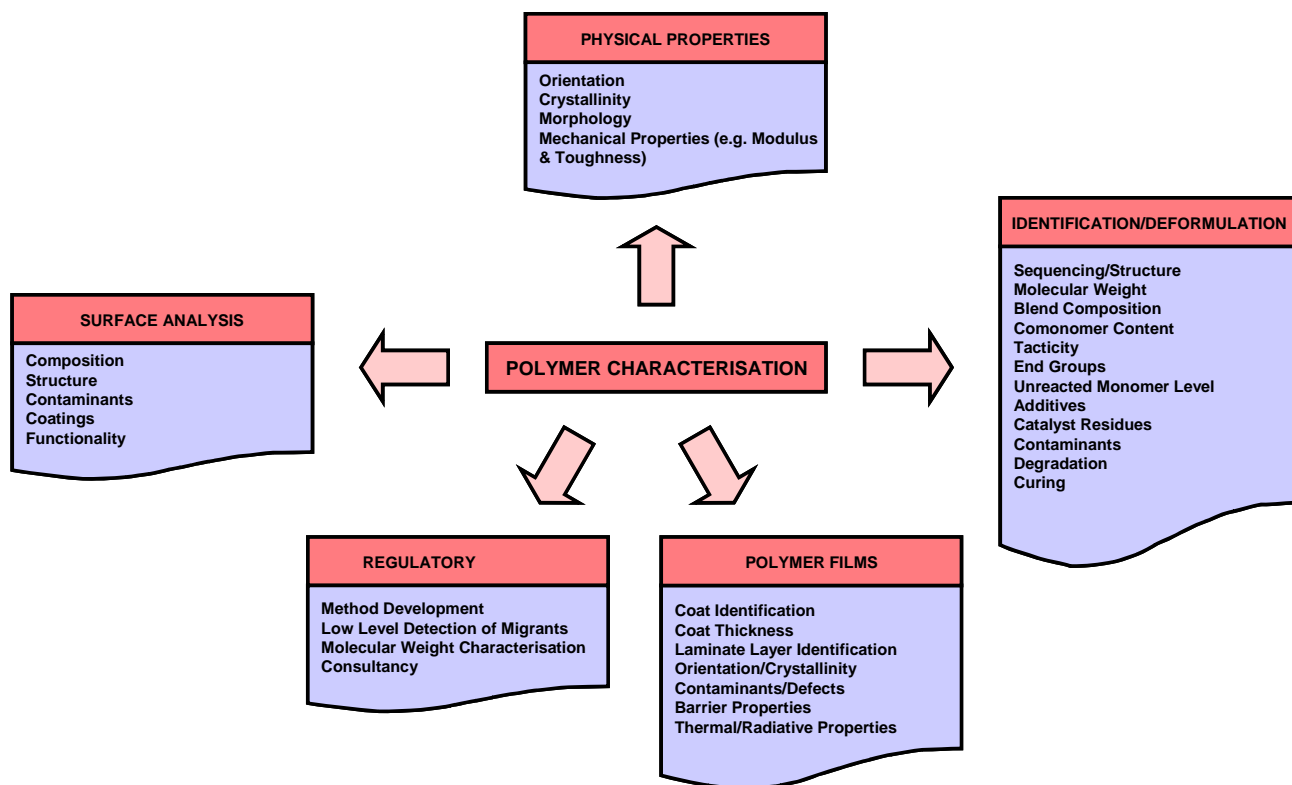 PHYSICAL PROPERTIES
Orientation
Crystallinity
Morphology
Mechanical Properties (e.g. Modulus
& Toughness)
IDENTIFICATION/DEFORMULATION
Sequencing/Structure
Molecular Weight
Blend Composition
Comonomer Content
Tacticity
End Groups
Unreacted Monomer Level
Additives
Catalyst Residues
Contaminants
Degradation
Curing
SURFACE ANALYSIS
Composition
Structure
Contaminants
Coatings
Functionality
POLYMER CHARACTERISATION
REGULATORY
Method Development
Low Level Detection of Migrants
Molecular Weight Characterisation
Consultancy
POLYMER FILMS
Coat Identification
Coat Thickness
Laminate Layer Identification
Orientation/Crystallinity
Contaminants/Defects
Barrier Properties
Thermal/Radiative Properties